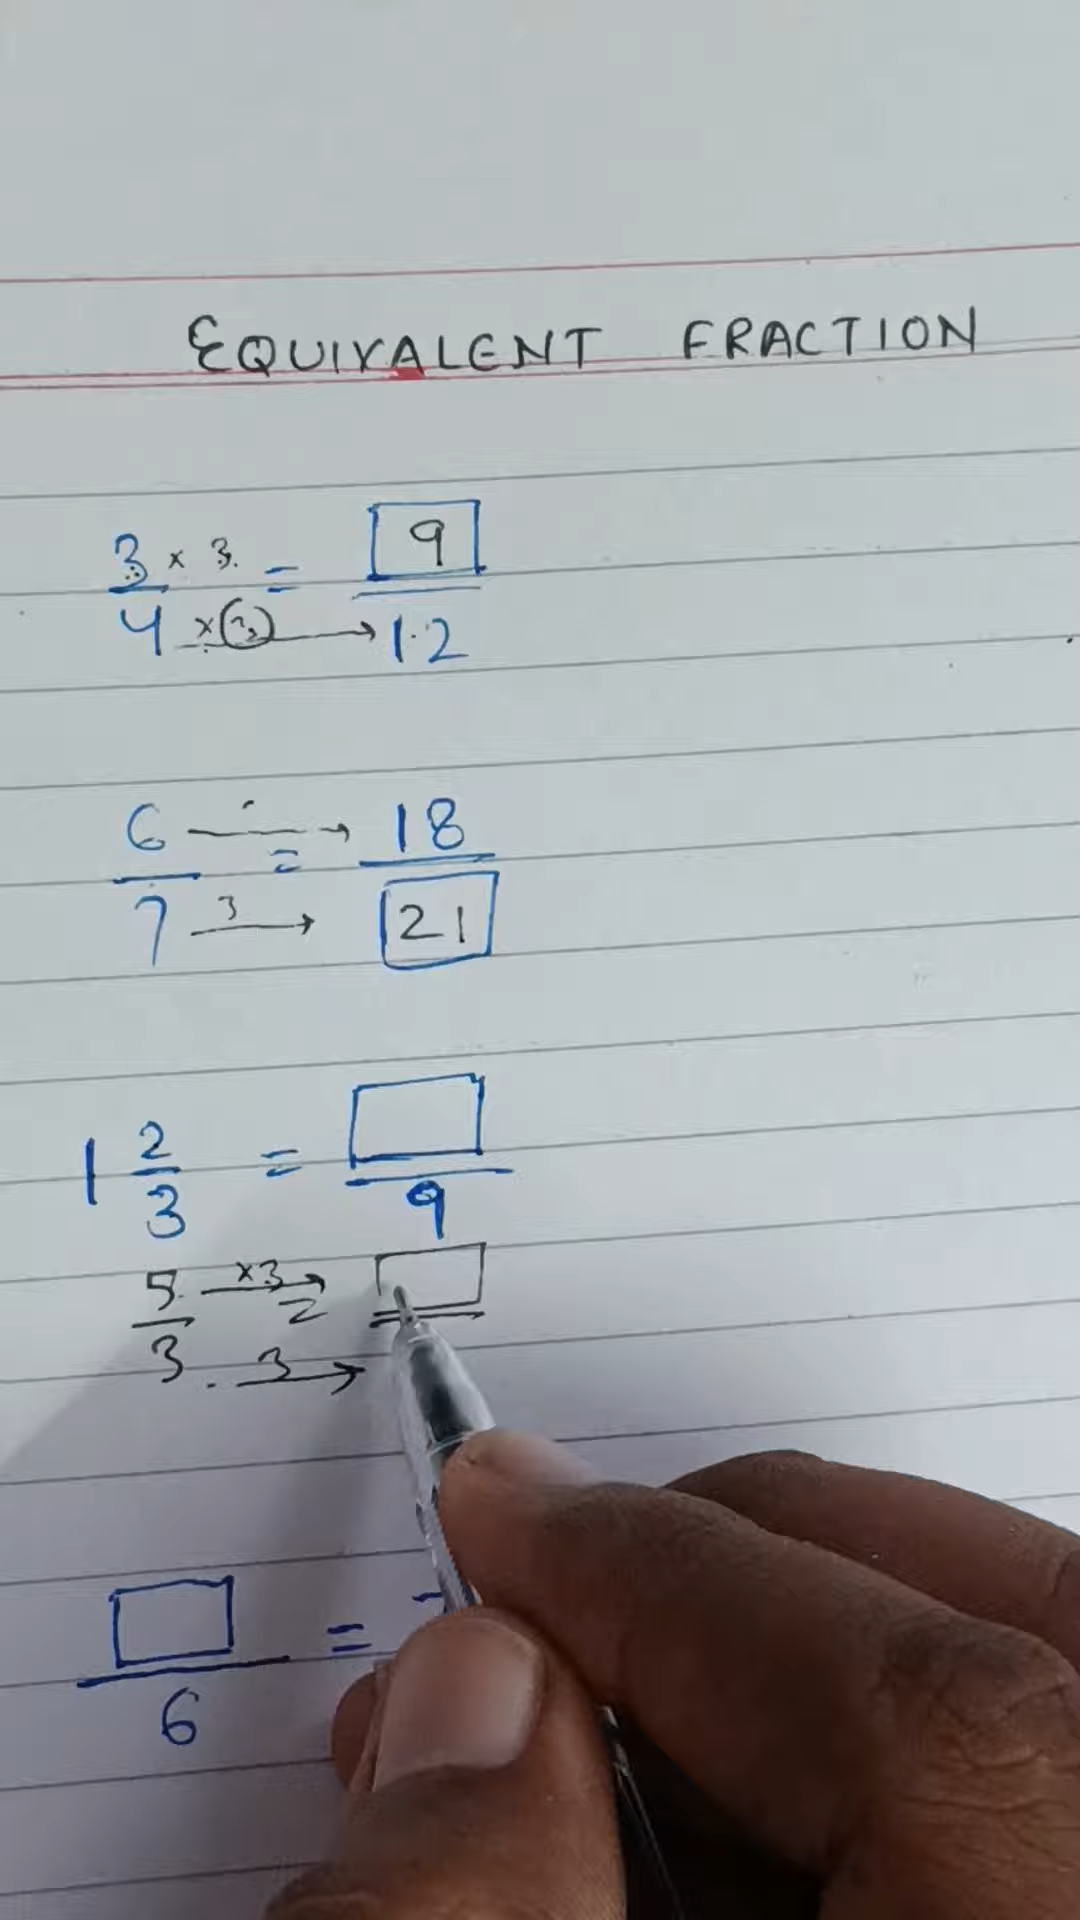 EQUIVALENT FRACTION
3 × 3 = 9
4 ×(3) → 12
6 → = 18
7 3 → 21
1 2/3 = □/9
5 ×3 → = □
3 . 3 →
□/6 =